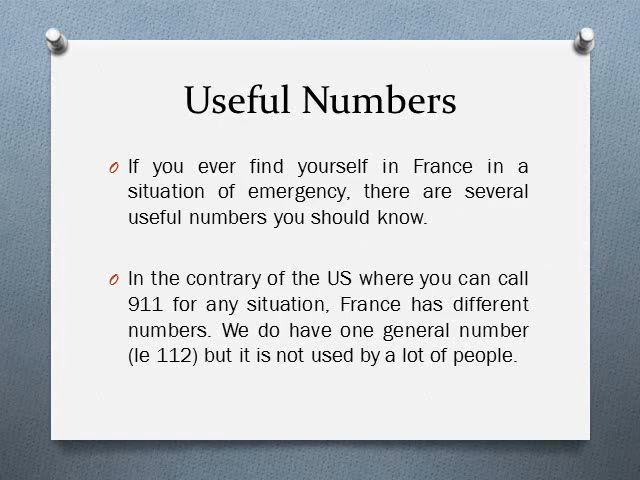 Useful Numbers
If you ever find yourself in France in a
situation of emergency, there are several
useful numbers you should know.
In the contrary of the US where you can call
911 for any situation, France has different
numbers. We do have one general number
(le 112) but it is not used by a lot of people.